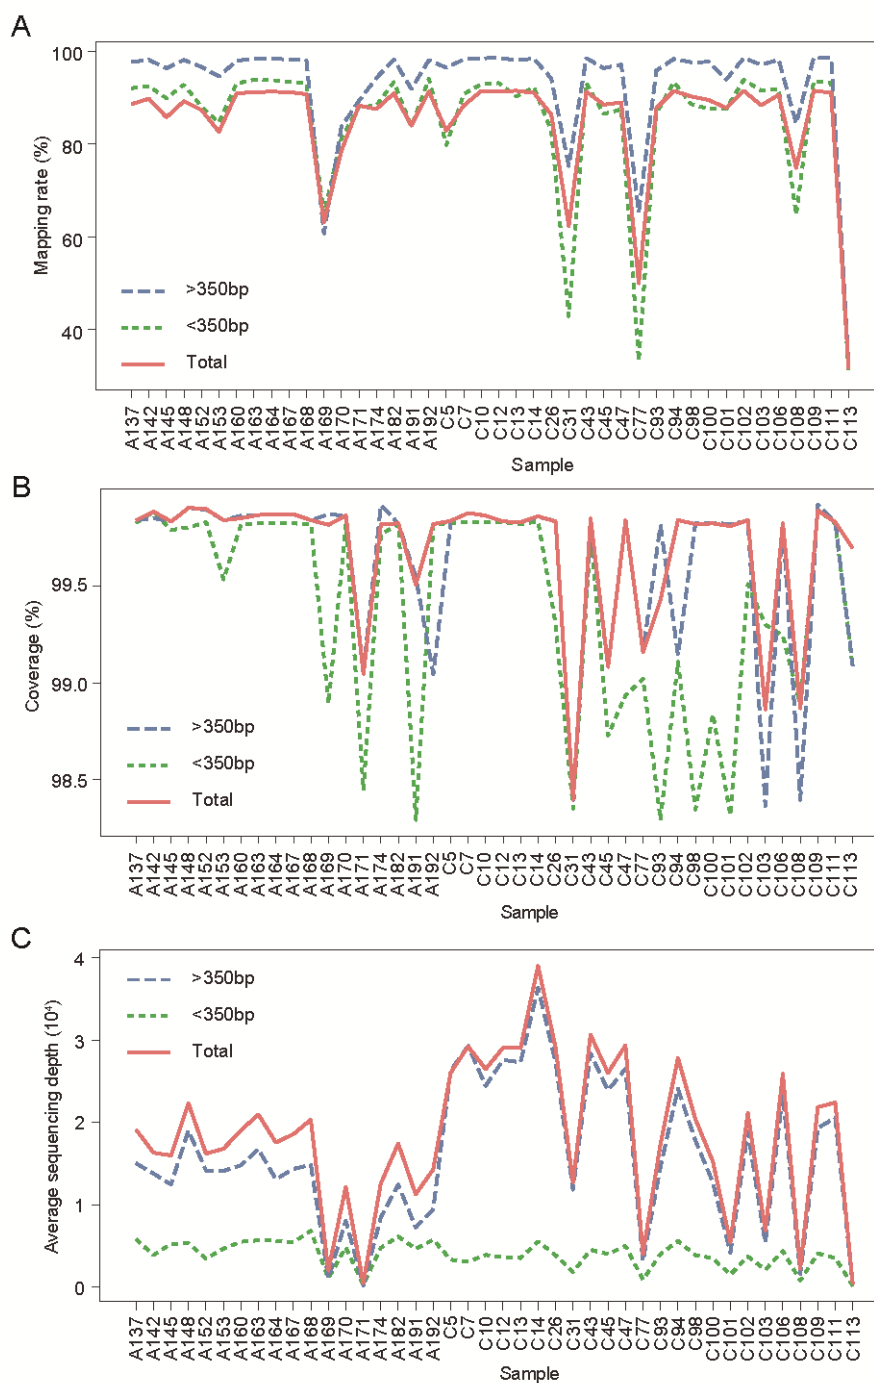 A
Mapping rate (%)
100
80
60
40
>350bp
<350bp
Total
A137 A142 A145 A148 A152 A153 A160 A163 A164 A167 A168 A169 A170 A171 A174 A182 A191 A192 C5 C7 C10 C12 C13 C14 C26 C31 C43 C45 C47 C77 C93 C94 C98 C100 C101 C102 C103 C106 C108 C109 C111 C113
Sample
B
Coverage (%)
99.5
99.0
98.5
>350bp
<350bp
Total
A137 A142 A145 A148 A152 A153 A160 A163 A164 A167 A168 A169 A170 A171 A174 A182 A191 A192 C5 C7 C10 C12 C13 C14 C26 C31 C43 C45 C47 C77 C93 C94 C98 C100 C101 C102 C103 C106 C108 C109 C111 C113
Sample
C
Average sequencing depth (10⁴)
4
3
2
1
0
>350bp
<350bp
Total
A137 A142 A145 A148 A152 A153 A160 A163 A164 A167 A168 A169 A170 A171 A174 A182 A191 A192 C5 C7 C10 C12 C13 C14 C26 C31 C43 C45 C47 C77 C93 C94 C98 C100 C101 C102 C103 C106 C108 C109 C111 C113
Sample